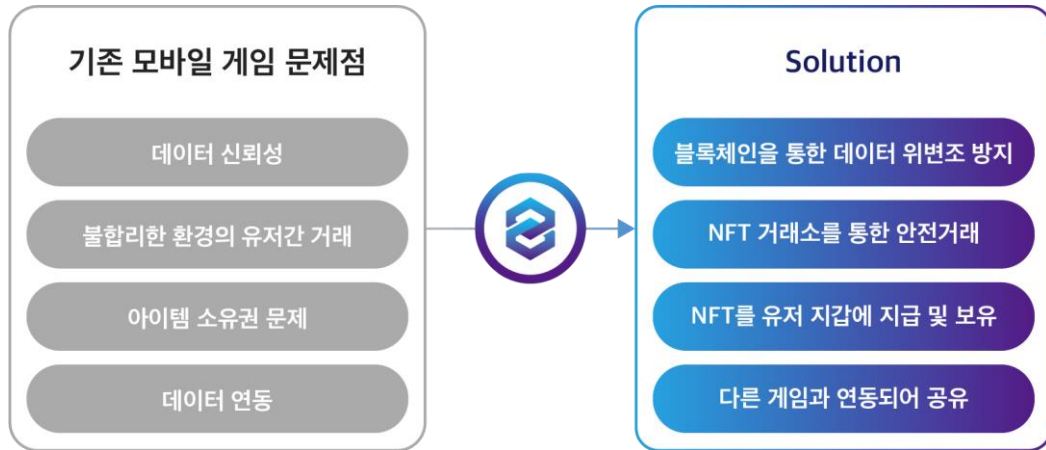 기존 모바일 게임 문제점
데이터 신뢰성
불합리한 환경의 유저간 거래
아이템 소유권 문제
데이터 연동
Solution
블록체인을 통한 데이터 위변조 방지
NFT 거래소를 통한 안전거래
NFT를 유저 지갑에 지급 및 보유
다른 게임과 연동되어 공유